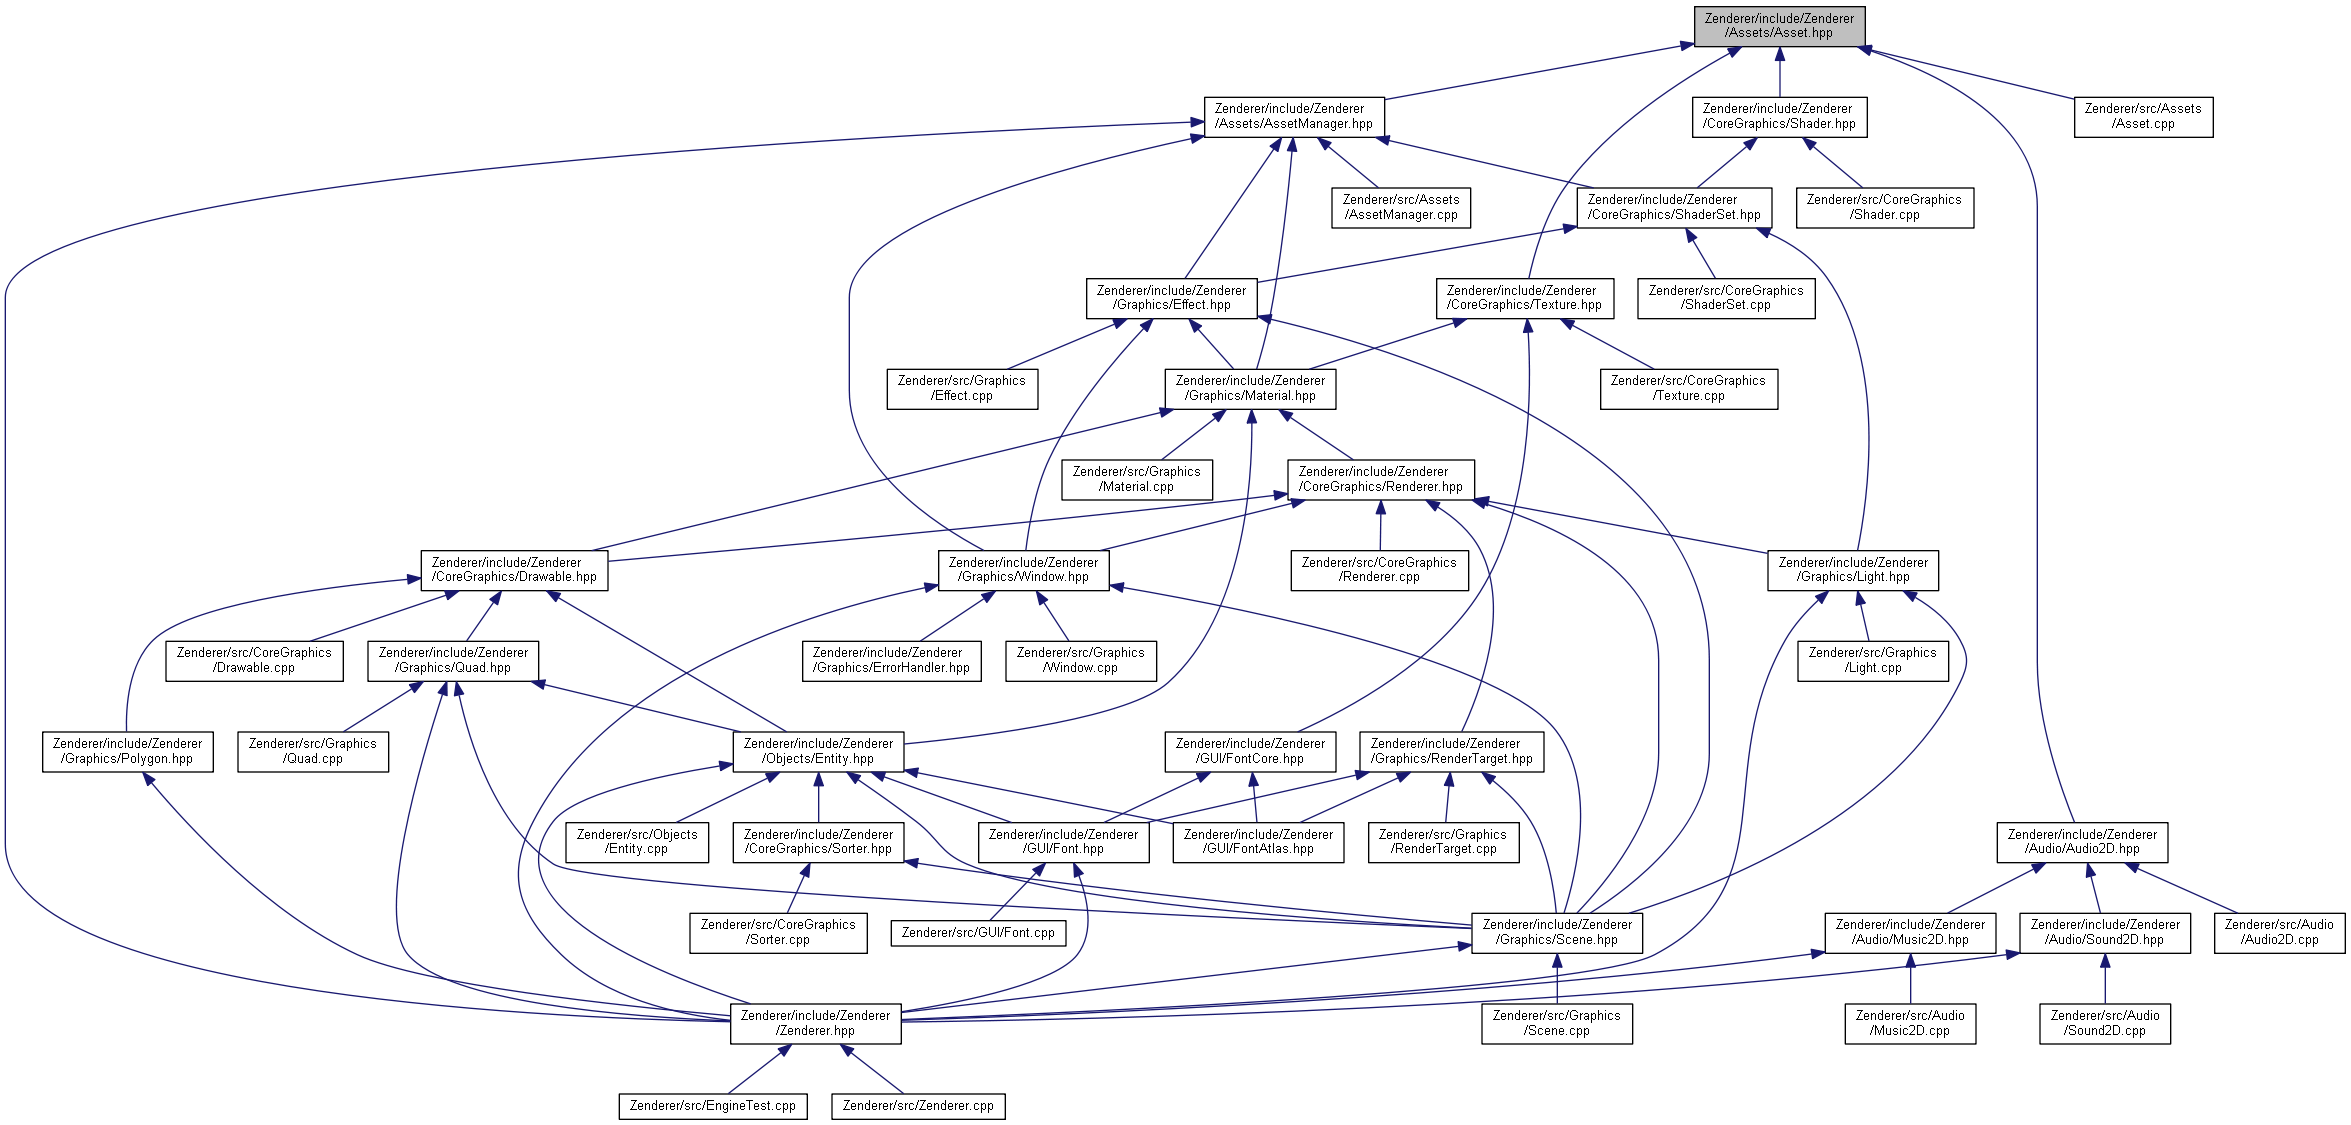 Zenderer/include/Zenderer
/Assets/Asset.hpp
Zenderer/include/Zenderer
/Assets/AssetManager.hpp
Zenderer/include/Zenderer
/CoreGraphics/Shader.hpp
Zenderer/src/Assets
/Asset.cpp
Zenderer/src/Assets
/AssetManager.cpp
Zenderer/include/Zenderer
/CoreGraphics/ShaderSet.hpp
Zenderer/src/CoreGraphics
/Shader.cpp
Zenderer/include/Zenderer
/Graphics/Effect.hpp
Zenderer/include/Zenderer
/CoreGraphics/Texture.hpp
Zenderer/src/CoreGraphics
/ShaderSet.cpp
Zenderer/src/Graphics
/Effect.cpp
Zenderer/include/Zenderer
/Graphics/Material.hpp
Zenderer/src/CoreGraphics
/Texture.cpp
Zenderer/src/Graphics
/Material.cpp
Zenderer/include/Zenderer
/CoreGraphics/Renderer.hpp
Zenderer/include/Zenderer
/CoreGraphics/Drawable.hpp
Zenderer/include/Zenderer
/Graphics/Window.hpp
Zenderer/src/CoreGraphics
/Renderer.cpp
Zenderer/include/Zenderer
/Graphics/Light.hpp
Zenderer/src/CoreGraphics
/Drawable.cpp
Zenderer/include/Zenderer
/Graphics/Quad.hpp
Zenderer/include/Zenderer
/Graphics/ErrorHandler.hpp
Zenderer/src/Graphics
/Window.cpp
Zenderer/src/Graphics
/Light.cpp
Zenderer/include/Zenderer
/Graphics/Polygon.hpp
Zenderer/src/Graphics
/Quad.cpp
Zenderer/include/Zenderer
/Objects/Entity.hpp
Zenderer/include/Zenderer
/GUI/FontCore.hpp
Zenderer/include/Zenderer
/Graphics/RenderTarget.hpp
Zenderer/src/Objects
/Entity.cpp
Zenderer/include/Zenderer
/CoreGraphics/Sorter.hpp
Zenderer/include/Zenderer
/GUI/Font.hpp
Zenderer/include/Zenderer
/GUI/FontAtlas.hpp
Zenderer/src/Graphics
/RenderTarget.cpp
Zenderer/include/Zenderer
/Audio/Audio2D.hpp
Zenderer/src/CoreGraphics
/Sorter.cpp
Zenderer/src/GUI/Font.cpp
Zenderer/include/Zenderer
/Graphics/Scene.hpp
Zenderer/include/Zenderer
/Audio/Music2D.hpp
Zenderer/include/Zenderer
/Audio/Sound2D.hpp
Zenderer/src/Audio
/Audio2D.cpp
Zenderer/include/Zenderer
/Zenderer.hpp
Zenderer/src/Graphics
/Scene.cpp
Zenderer/src/Audio
/Music2D.cpp
Zenderer/src/Audio
/Sound2D.cpp
Zenderer/src/EngineTest.cpp
Zenderer/src/Zenderer.cpp